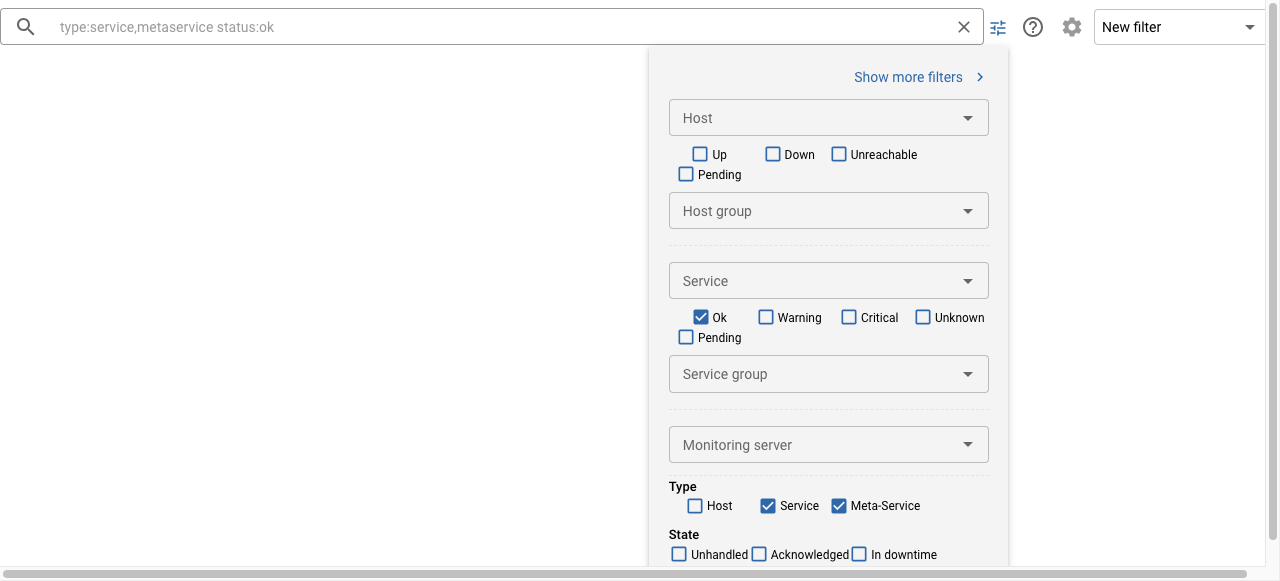 type:service,metaservice status:ok
New filter
Show more filters
Host
Up Down Unreachable
Pending
Host group
Service
Ok Warning Critical Unknown
Pending
Service group
Monitoring server
Type
Host Service Meta-Service
State
Unhandled Acknowledged In downtime